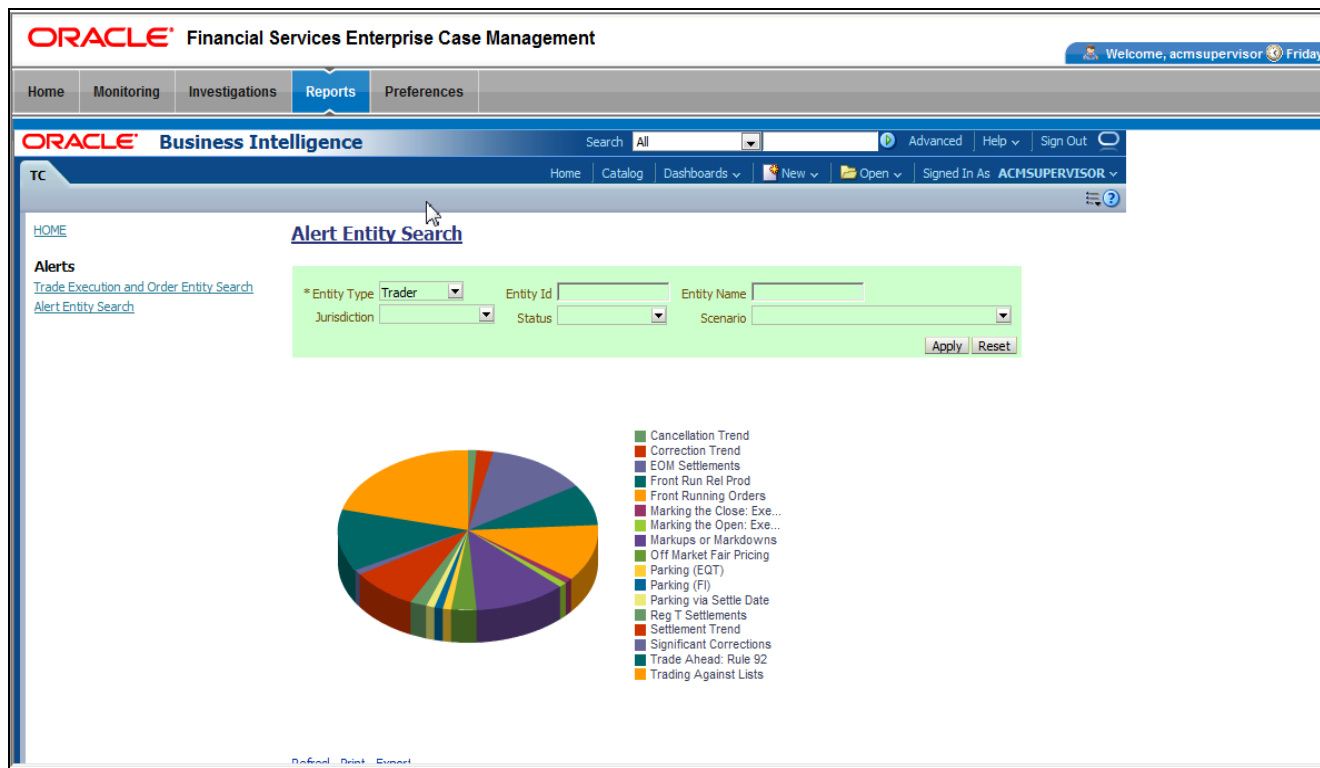 ORACLE Financial Services Enterprise Case Management
Welcome, acmsupervisor Friday
Home Monitoring Investigations Reports Preferences
ORACLE Business Intelligence
Search All Advanced Help Sign Out
TC
Home Catalog Dashboards New Open Signed In As ACMSUPERVISOR
HOME
Alerts
Trade Execution and Order Entity Search
Alert Entity Search
Alert Entity Search
* Entity Type Trader Entity Id Entity Name
Jurisdiction Status Scenario
Apply Reset
Cancellation Trend
Correction Trend
EOM Settlements
Front Run Rel Prod
Front Running Orders
Marking the Close: Exe...
Marking the Open: Exe...
Markups or Markdowns
Off Market Fair Pricing
Parking (EQT)
Parking (FI)
Parking via Settle Date
Reg T Settlements
Settlement Trend
Significant Corrections
Trade Ahead: Rule 92
Trading Against Lists
Print Export